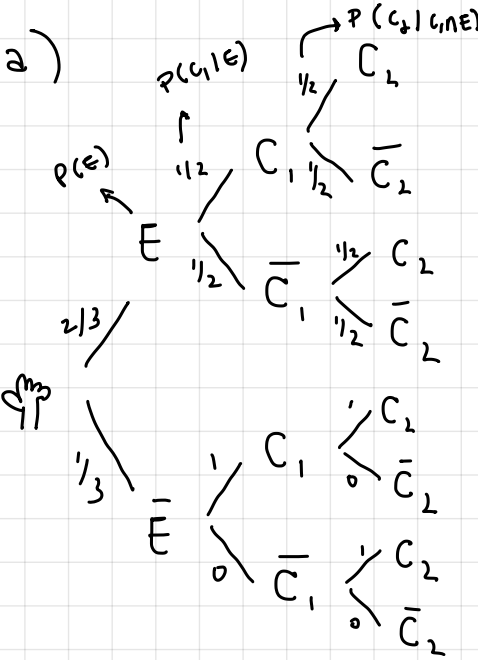 a)
P(C₂|C₁∩E)
1/2 C₂
P(C₁|E)
1/2 C₁ 1/2 C̅₂
P(E)
E
1/2 C̅₁ 1/2 C₂
1/2 C̅₂
2/3
1/3
1 C₁ 1 C₂
0 C̅₂
E̅
0 C̅₁ 1 C₂
0 C̅₂